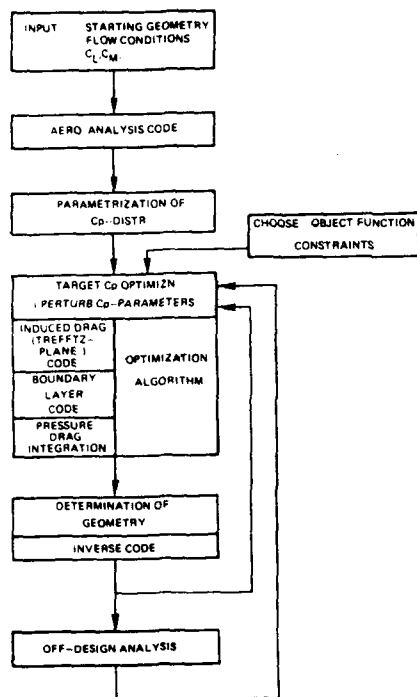 INPUT STARTING GEOMETRY
FLOW CONDITIONS
CL,CM.
AERO ANALYSIS CODE
PARAMETRIZATION OF
Cp-DISTR
CHOOSE OBJECT FUNCTION
CONSTRAINTS
TARGET Cp OPTIMIZN
( PERTURB Cp-PARAMETERS
INDUCED DRAG
(TREFFTZ-
PLANE )
CODE
BOUNDARY
LAYER
CODE
PRESSURE
DRAG
INTEGRATION
OPTIMIZATION
ALGORITHM
DETERMINATION OF
GEOMETRY
INVERSE CODE
OFF-DESIGN ANALYSIS